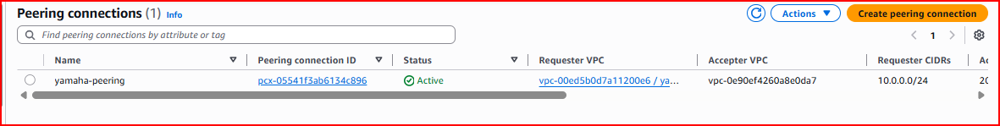 Peering connections (1) Info
Actions
Create peering connection
Find peering connections by attribute or tag
1
Name Peering connection ID Status Requester VPC Accepter VPC Requester CIDRs Ac
yamaha-peering pcx-05541f3ab6134c896 Active vpc-00ed5b0d7a11200e6 / ya... vpc-0e90ef4260a8e0da7 10.0.0.0/24 20